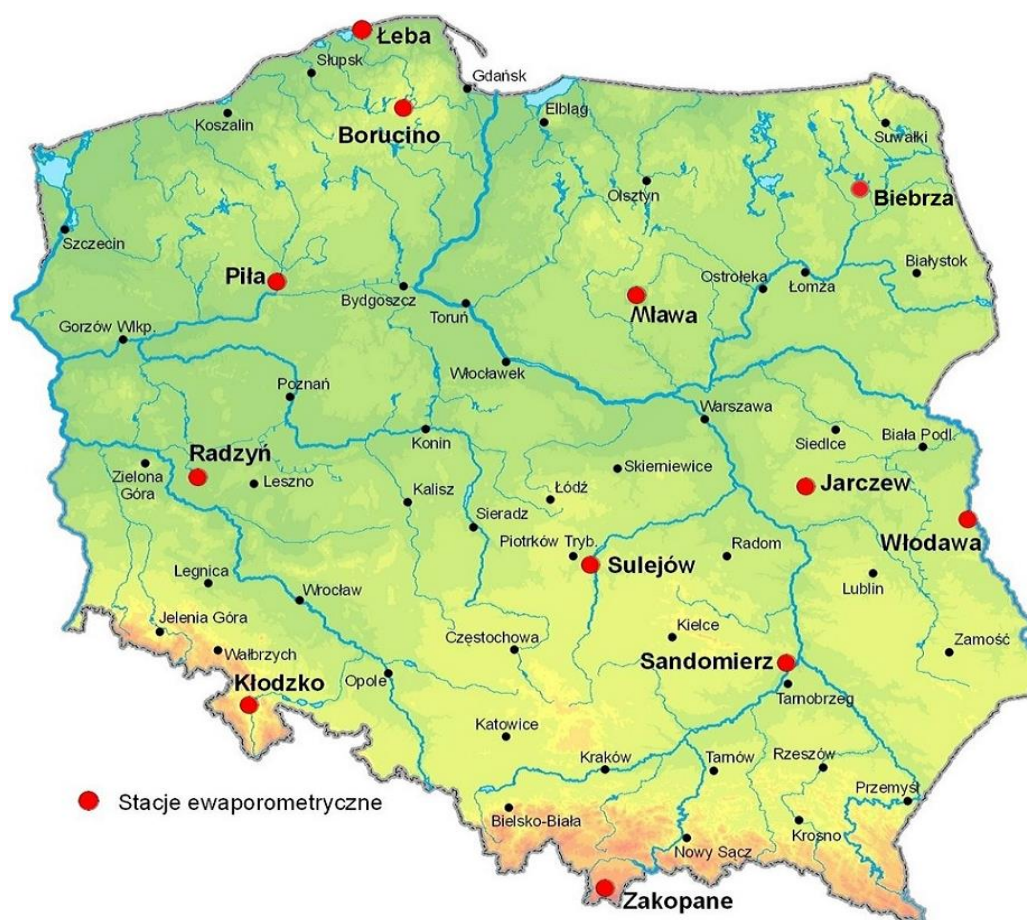 Łeba
Słupsk
Gdańsk
Koszalin
Borucino
Elbląg
Suwałki
Olsztyn
Biebrza
Szczecin
Piła
Bydgoszcz
Ostrołęka
Łomża
Białystok
Toruń
Mława
Gorzów Wlkp.
Włocławek
Poznań
Warszawa
Konin
Siedlce
Biała Podl.
Radzyń
Skierniewice
Zielona
Góra
Leszno
Kalisz
Łódź
Jarczew
Sieradz
Włodawa
Piotrków Tryb.
Sulejów
Radom
Legnica
Wrocław
Lublin
Jelenia Góra
Częstochowa
Kielce
Zamość
Wałbrzych
Sandomierz
Kłodzko
Opole
Tarnobrzeg
Katowice
Kraków
Tarnów
Rzeszów
Przemyśl
Stacje ewaporometryczne
Bielsko-Biała
Krosno
Nowy Sącz
Zakopane